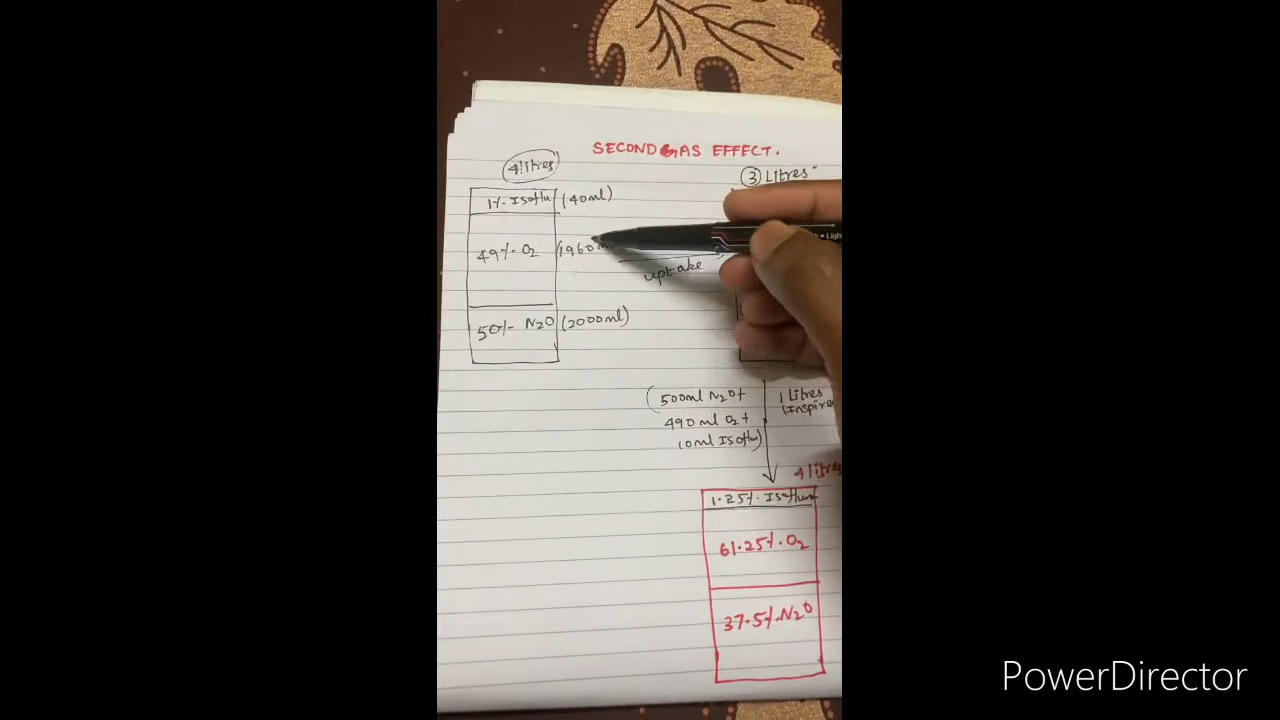 SECOND GAS EFFECT.
4 litres
③ Litres
1% Isoflu (40ml)
49% O2 (1960
uptake
50% N2O (2000ml)
(500ml N2O+
490 ml O2 +
10ml Isoflu)
1 Litres
(Inspire
4 litres
1.25% Isoflu
61.25% O2
37.5% N2O
PowerDirector